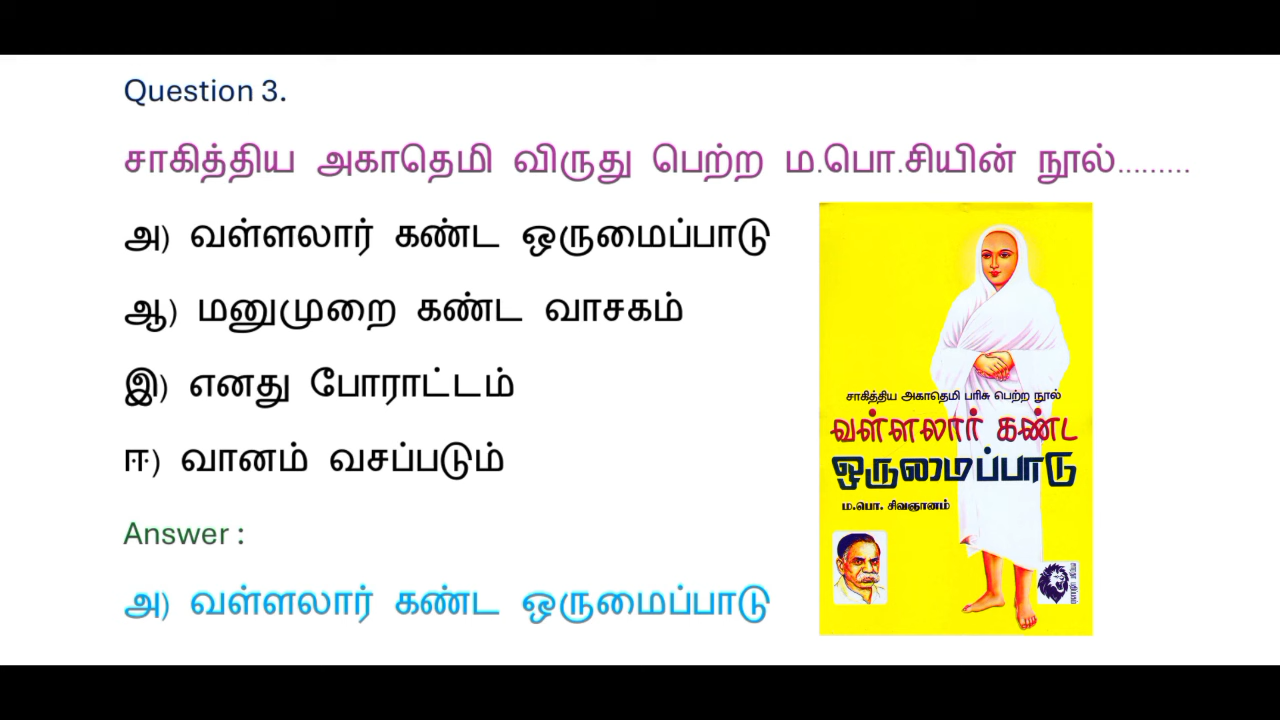 Question 3.
சாகித்திய அகாதெமி விருது பெற்ற ம.பொ.சியின் நூல்.........
அ) வள்ளலார் கண்ட ஒருமைப்பாடு
ஆ) மனுமுறை கண்ட வாசகம்
இ) எனது போராட்டம்
ஈ) வானம் வசப்படும்
Answer :
அ) வள்ளலார் கண்ட ஒருமைப்பாடு
சாகித்திய அகாதெமி பரிசு பெற்ற நூல்
வள்ளலார் கண்ட
ஒருமைப்பாடு
ம.பொ. சிவஞானம்